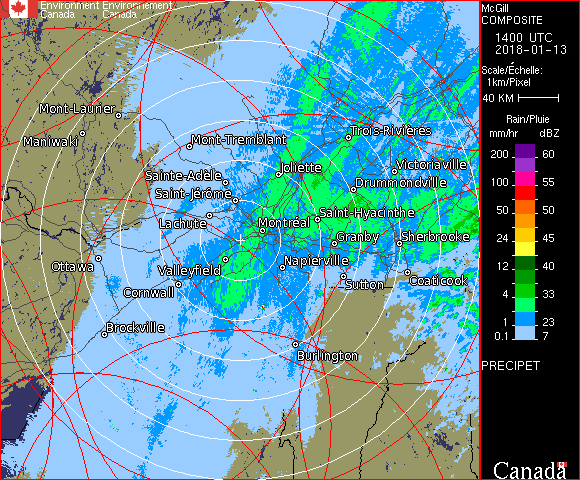 Environment Environnement
Canada Canada
McGill
COMPOSITE
1400 UTC
2018-01-13
Scale/Échelle:
1km/Pixel
40 KM
Rain/Pluie
mm/hr dBZ
200 60
100 55
50 50
24 45
12 40
4 33
1 23
0.1 7
PRECIPET
Canada
Mont-Laurier
Maniwaki
Mont-Tremblant
Trois-Rivières
Sainte-Adèle
Joliette
Victoriaville
Saint-Jérôme
Drummondville
Lachute
Montréal
Saint-Hyacinthe
Granby
Sherbrooke
Ottawa
Valleyfield
Napierville
Cornwall
Sutton
Coaticook
Brockville
Burlington